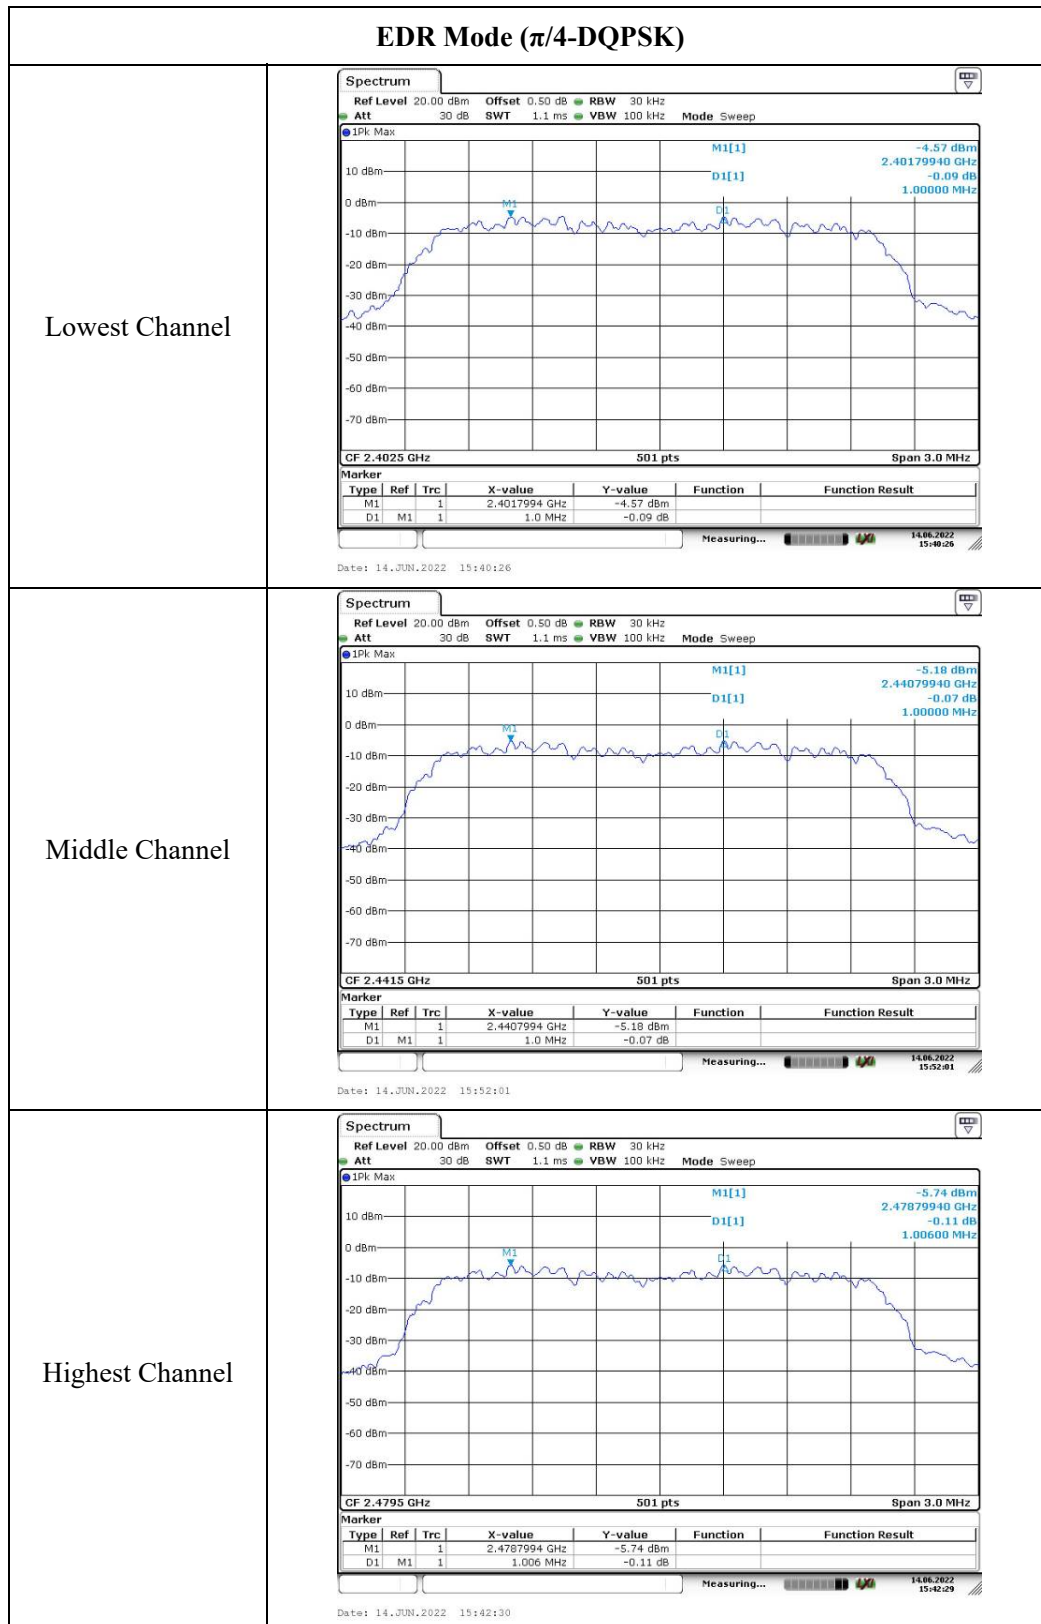 EDR Mode (π/4-DQPSK)
Lowest Channel
Spectrum
Ref Level 20.00 dBm Offset 0.50 dB RBW 30 kHz
Att 30 dB SWT 1.1 ms VBW 100 kHz Mode Sweep
1Pk Max
M1[1] -4.57 dBm
2.40179940 GHz
10 dBm
D1[1] -0.09 dB
1.00000 MHz
0 dBm
M1
D1
-10 dBm
-20 dBm
-30 dBm
-40 dBm
-50 dBm
-60 dBm
-70 dBm
CF 2.4025 GHz 501 pts Span 3.0 MHz
Marker
Type Ref Trc X-value Y-value Function Function Result
M1 1 2.4017994 GHz -4.57 dBm
D1 M1 1 1.0 MHz -0.09 dB
Measuring... 14.06.2022
15:40:26
Date: 14.JUN.2022 15:40:26
Middle Channel
Spectrum
Ref Level 20.00 dBm Offset 0.50 dB RBW 30 kHz
Att 30 dB SWT 1.1 ms VBW 100 kHz Mode Sweep
1Pk Max
M1[1] -5.18 dBm
2.44079940 GHz
10 dBm
D1[1] -0.07 dB
1.00000 MHz
0 dBm
M1
D1
-10 dBm
-20 dBm
-30 dBm
-40 dBm
-50 dBm
-60 dBm
-70 dBm
CF 2.4415 GHz 501 pts Span 3.0 MHz
Marker
Type Ref Trc X-value Y-value Function Function Result
M1 1 2.4407994 GHz -5.18 dBm
D1 M1 1 1.0 MHz -0.07 dB
Measuring... 14.06.2022
15:52:01
Date: 14.JUN.2022 15:52:01
Highest Channel
Spectrum
Ref Level 20.00 dBm Offset 0.50 dB RBW 30 kHz
Att 30 dB SWT 1.1 ms VBW 100 kHz Mode Sweep
1Pk Max
M1[1] -5.74 dBm
2.47879940 GHz
10 dBm
D1[1] -0.11 dB
1.00600 MHz
0 dBm
M1
D1
-10 dBm
-20 dBm
-30 dBm
-40 dBm
-50 dBm
-60 dBm
-70 dBm
CF 2.4795 GHz 501 pts Span 3.0 MHz
Marker
Type Ref Trc X-value Y-value Function Function Result
M1 1 2.4787994 GHz -5.74 dBm
D1 M1 1 1.006 MHz -0.11 dB
Measuring... 14.06.2022
15:42:29
Date: 14.JUN.2022 15:42:30